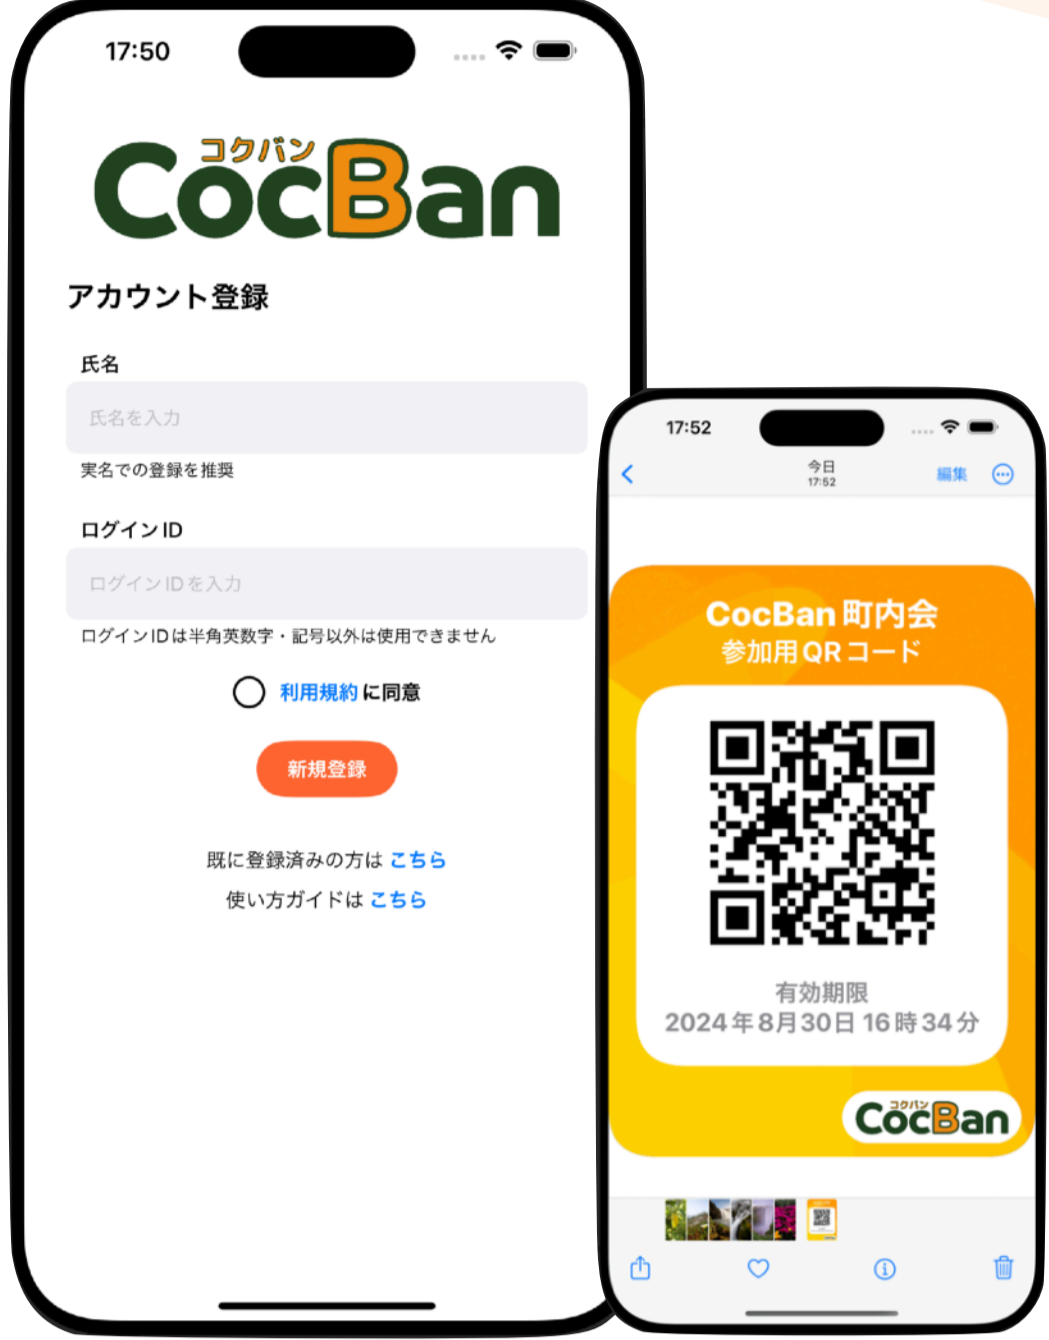 17:50
コクバン
CocBan
アカウント登録
氏名
氏名を入力
実名での登録を推奨
ログインID
ログインIDを入力
ログインIDは半角英数字・記号以外は使用できません
利用規約に同意
新規登録
既に登録済みの方は こちら
使い方ガイドは こちら
17:52
今日
17:52
編集
CocBan町内会
参加用QRコード
有効期限
2024年8月30日 16時34分
コクバン
CocBan